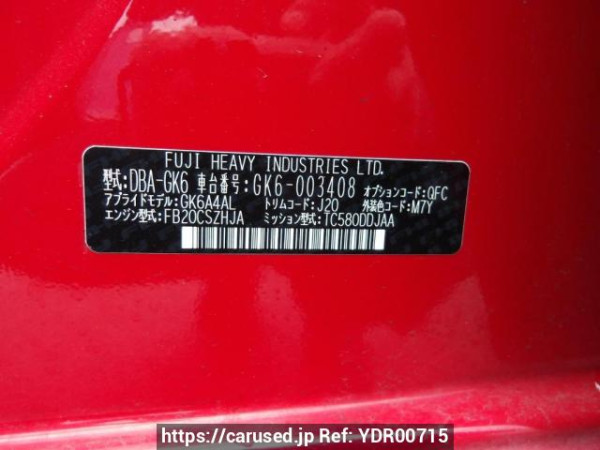 FUJI HEAVY INDUSTRIES LTD.
型式:DBA-GK6 車台番号:GK6-003408 オプションコード:QFC
アプライドモデル:GK6A4AL トリムコード:J20 外装色コード:M7Y
エンジン型式:FB20CSZHJA ミッション型式:TC580DDJAA
https://carused.jp Ref: YDR00715